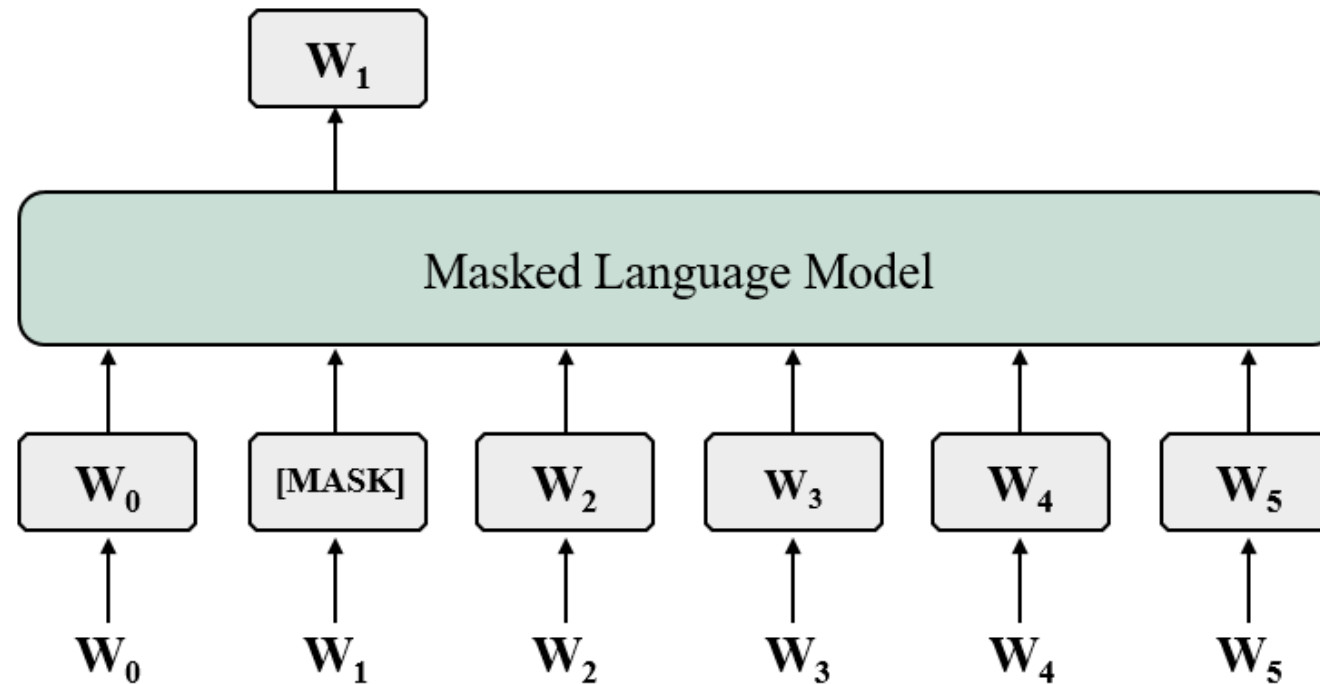 W₁
Masked Language Model
W₀ [MASK] W₂ W₃ W₄ W₅
W₀ W₁ W₂ W₃ W₄ W₅